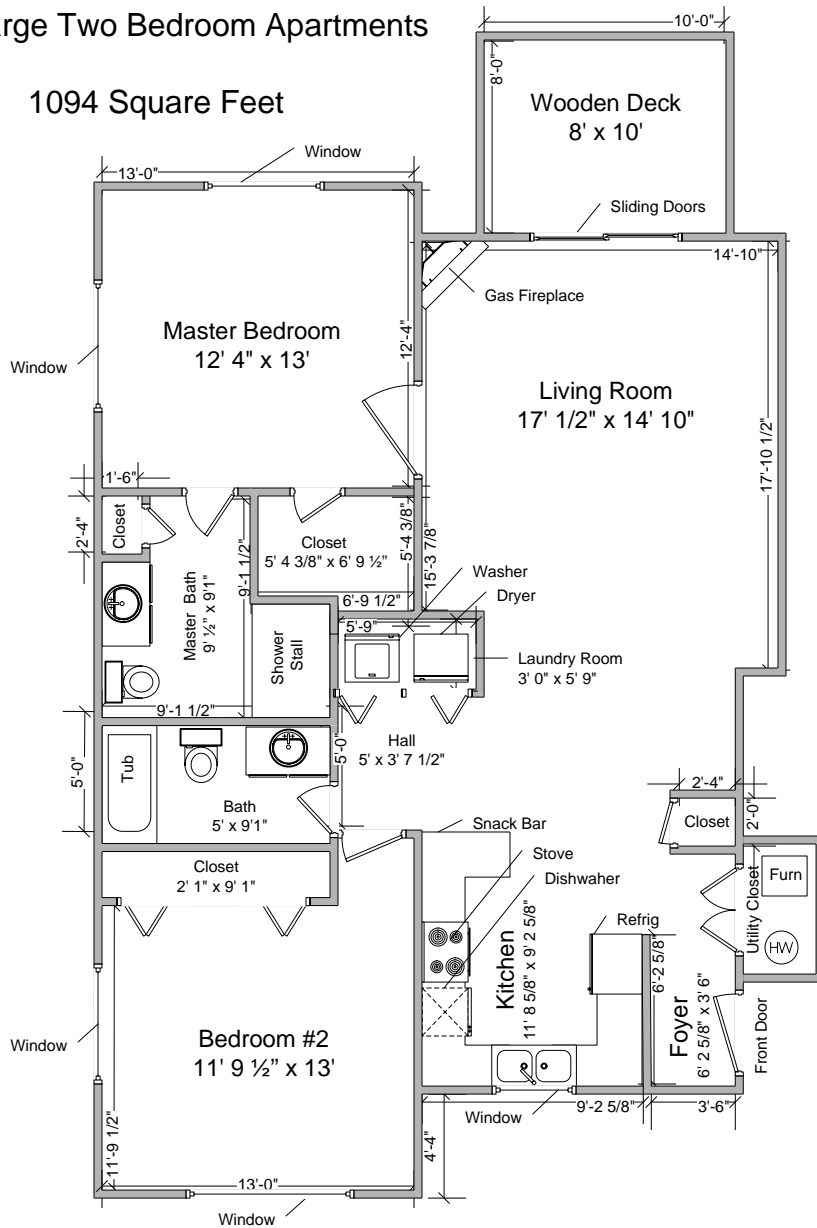 arge Two Bedroom Apartments
1094 Square Feet
10'-0"
8'-0"
Wooden Deck
8' x 10'
Window
13'-0"
Sliding Doors
14'-10"
Gas Fireplace
Master Bedroom
12' 4" x 13'
12'-4"
Window
Living Room
17' 1/2" x 14' 10"
17'-10 1/2"
1'-6"
2'-4"
Closet
Closet
5' 4 3/8" x 6' 9 ½"
5'-4 3/8"
15'-3 7/8"
6'-9 1/2"
9'-1 1/2"
Master Bath
9' ½" x 9'1"
Shower
Stall
Washer
Dryer
5'-9"
Laundry Room
3' 0" x 5' 9"
9'-1 1/2"
5'-0"
5'-0"
Hall
5' x 3' 7 1/2"
Tub
Bath
5' x 9'1"
2'-4"
Closet
2'-0"
Snack Bar
Stove
Dishwaher
Closet
2' 1" x 9' 1"
Utility Closet
Furn
HW
Refrig
Kitchen
11' 8 5/8" x 9' 2 5/8"
6'-2 5/8"
Foyer
6' 2 5/8" x 3' 6"
Front Door
Window
Bedroom #2
11' 9 ½" x 13'
11'-9 1/2"
13'-0"
Window
9'-2 5/8"
3'-6"
4'-4"
Window